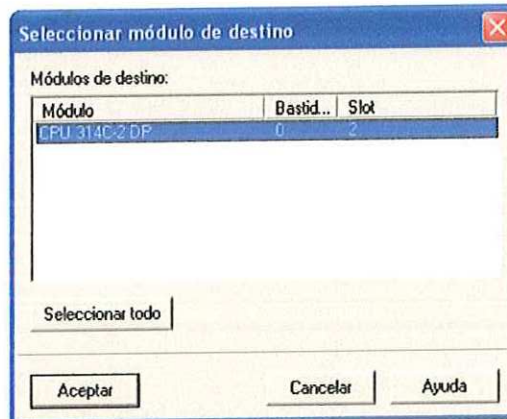 Seleccionar módulo de destino
Módulos de destino:
Módulo Bastid... Slot
CPU 314C-2 DP 0 2
Seleccionar todo
Aceptar Cancelar Ayuda